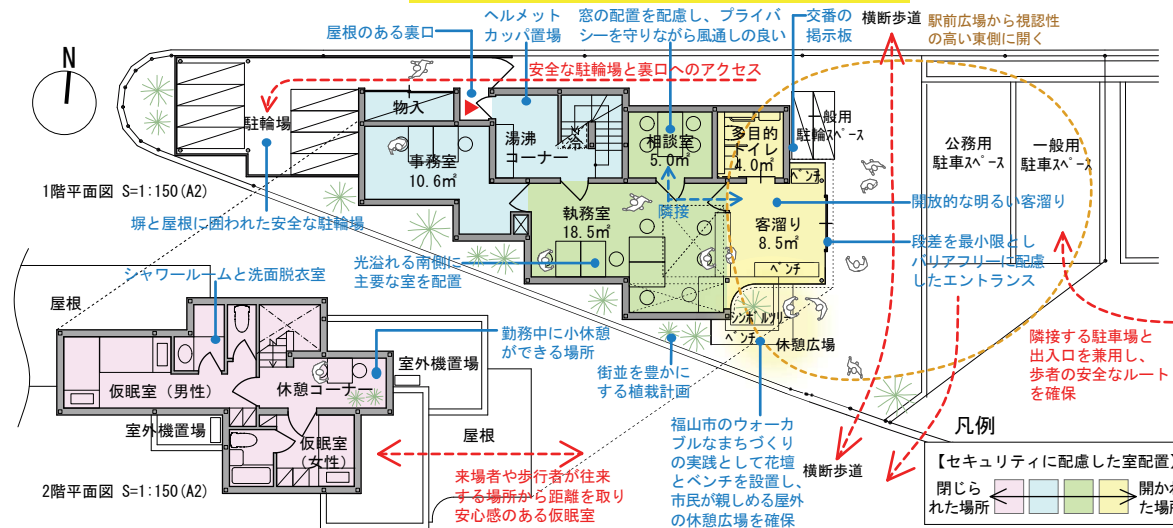 N
屋根のある裏口
ヘルメット
カッパ置場
窓の配置を配慮し、プライバ
シーを守りながら風通しの良い
交番の
掲示板
横断歩道
駅前広場から視認性
の高い東側に開く
安全な駐輪場と裏口へのアクセス
物入
駐輪場
湯沸
コーナー
事務室
10.6㎡
相談室
5.0㎡
多目的
トイレ
4.0㎡
一般用
駐輪スペース
公務用
駐車スペース
一般用
駐車スペース
1階平面図 S=1:150(A2)
塀と屋根に囲われた安全な駐輪場
執務室
18.5㎡
隣接
ベンチ
客溜り
8.5㎡
ベンチ
開放的な明るい客溜り
段差を最小限とし
バリアフリーに配慮
したエントランス
光溢れる南側に
主要な室を配置
シャワールームと洗面脱衣室
屋根
シンボルツリー
ベンチ
休憩広場
勤務中に小休憩
ができる場所
室外機置場
街並を豊かに
する植栽計画
隣接する駐車場と
出入口を兼用し、
歩者の安全なルート
を確保
仮眠室(男性)
休憩コーナー
室外機置場
仮眠室
(女性)
屋根
福山市のウォーカ
ブルなまちづくり
の実践として花壇
とベンチを設置し、
市民が親しめる屋外
の休憩広場を確保
横断歩道
来場者や歩行者が往来
する場所から距離を取り
安心感のある仮眠室
2階平面図 S=1:150(A2)
凡例
【セキュリティに配慮した室配置】
閉じら
れた場所
開かれ
た場所